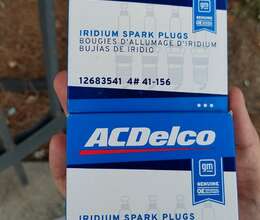 IRIDIUM SPARK PLUGS
BOUGIES D'ALLUMAGE D'IRIDIUM
BUJÍAS DE IRIDIO
12683541 4# 41-156
gm
GENUINE
ACDelco
gm
GENUINE
IRIDIUM SPARK PLUGS